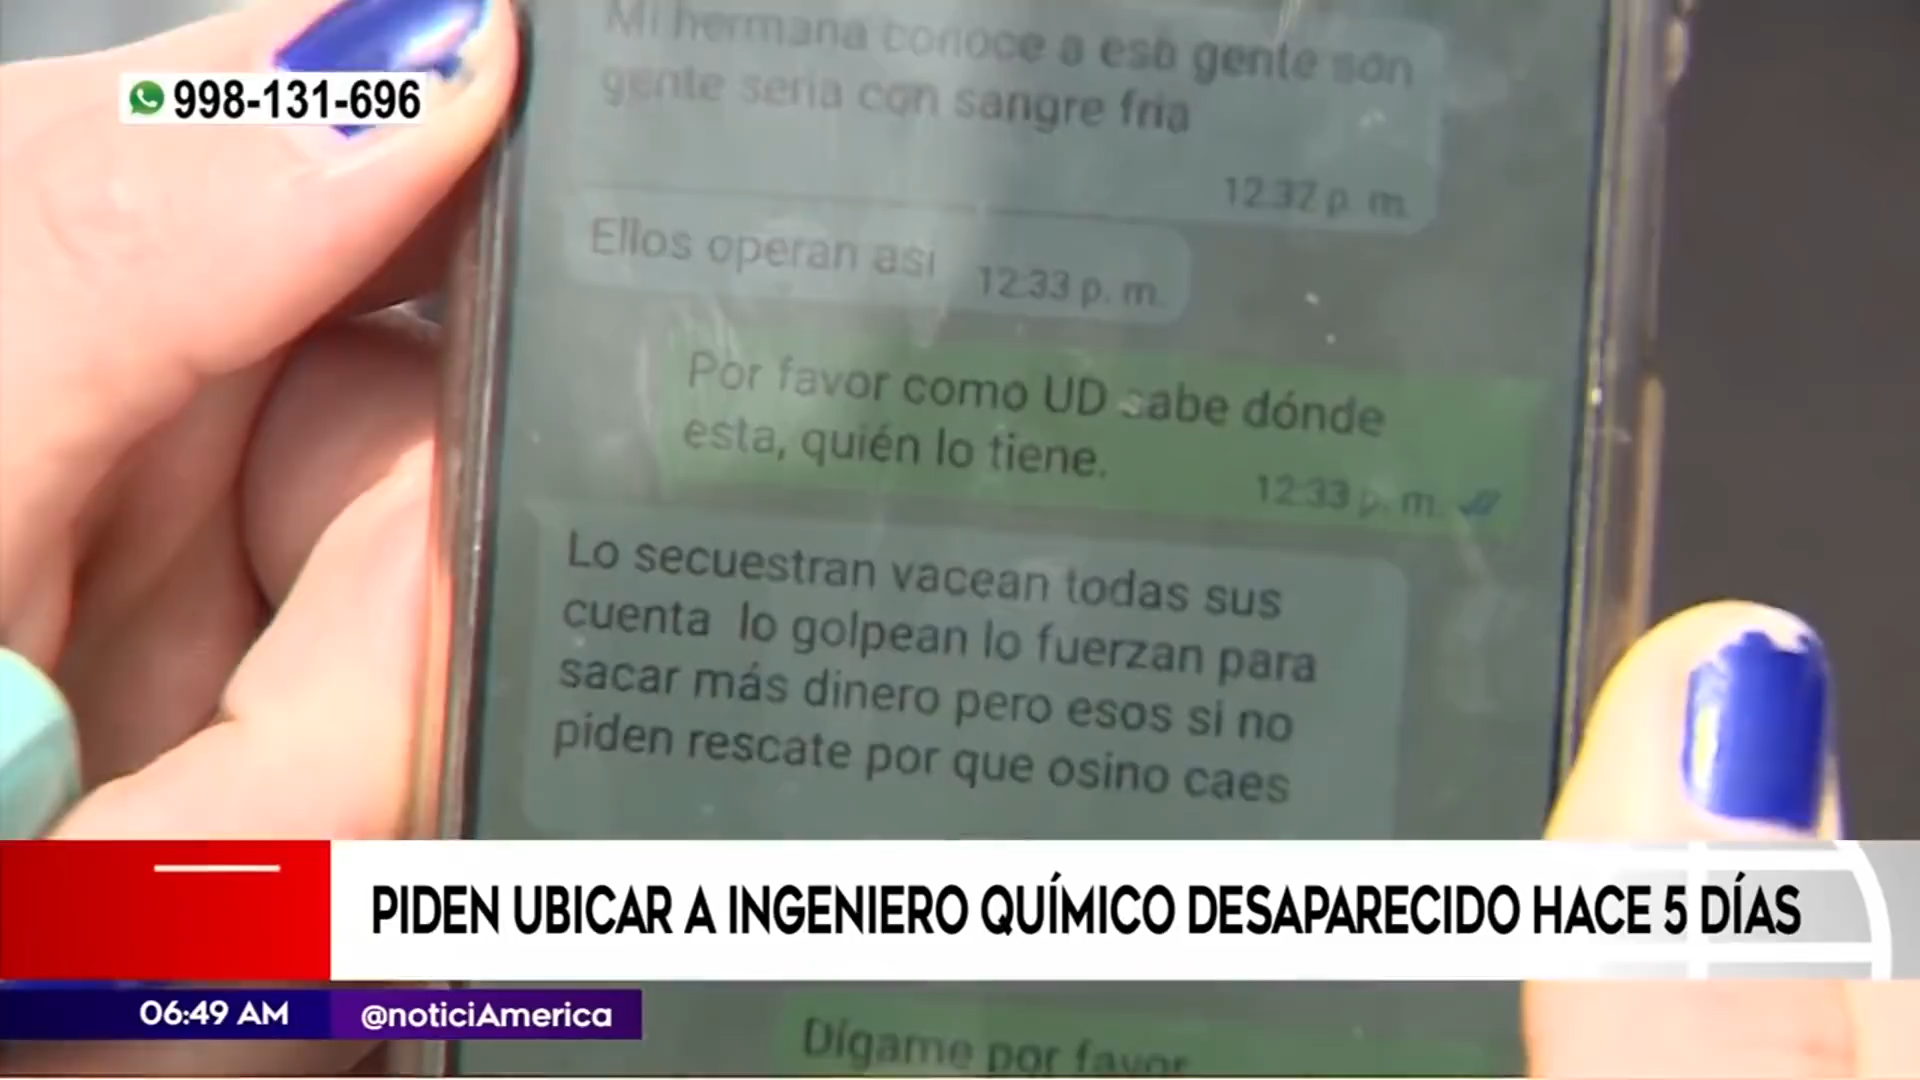 Mi hermana conoce a esa gente son
gente seria con sangre fria
12:32 p. m.
998-131-696
Ellos operan asi 12:33 p. m.
Por favor como UD sabe dónde
esta, quién lo tiene.
12:33 p. m.
Lo secuestran vacean todas sus
cuenta lo golpean lo fuerzan para
sacar más dinero pero esos si no
piden rescate por que osino caes
PIDEN UBICAR A INGENIERO QUÍMICO DESAPARECIDO HACE 5 DÍAS
06:49 AM @noticiAmerica
Dígame por favor